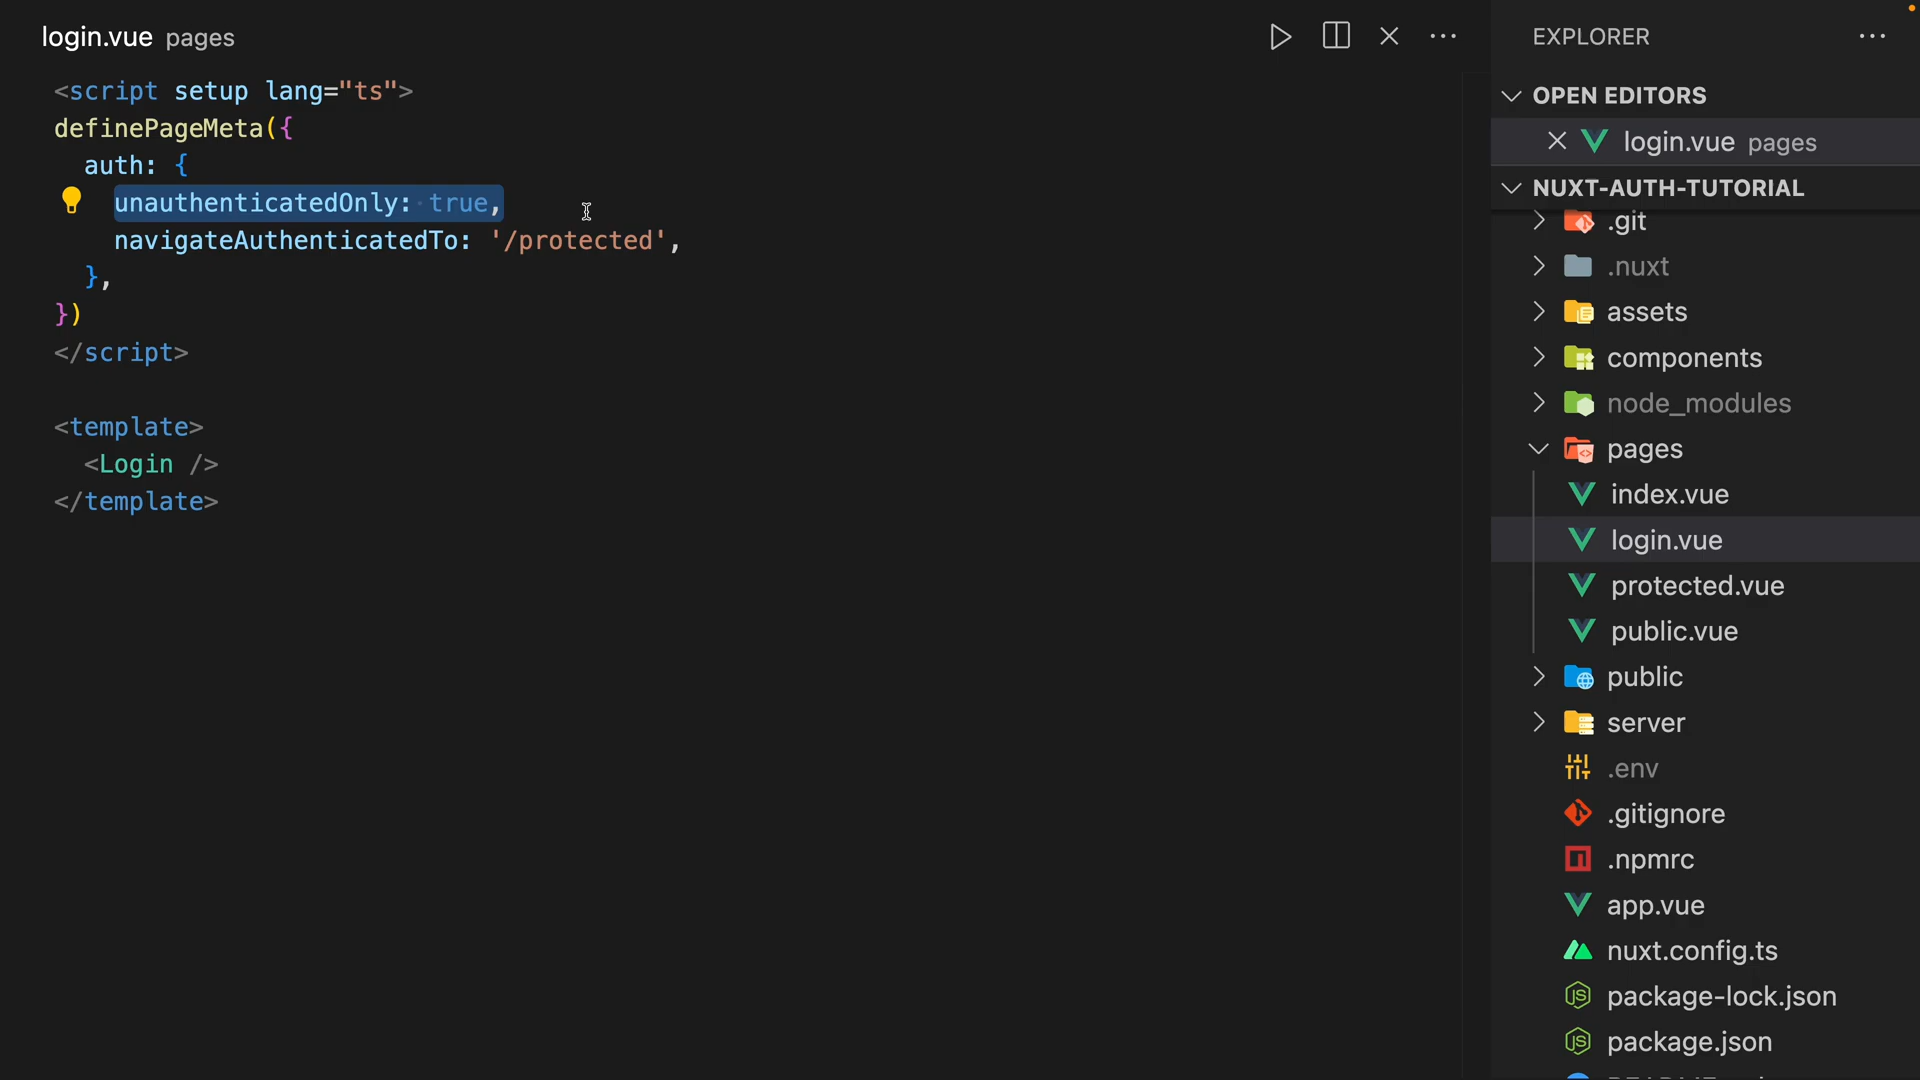 login.vue pages
<script setup lang="ts">
definePageMeta({
  auth: {
    unauthenticatedOnly: true,
    navigateAuthenticatedTo: '/protected',
  },
})
</script>
<template>
  <Login />
</template>
EXPLORER
OPEN EDITORS
login.vue pages
NUXT-AUTH-TUTORIAL
.git
.nuxt
assets
components
node_modules
pages
index.vue
login.vue
protected.vue
public.vue
public
server
.env
.gitignore
.npmrc
app.vue
nuxt.config.ts
package-lock.json
package.json